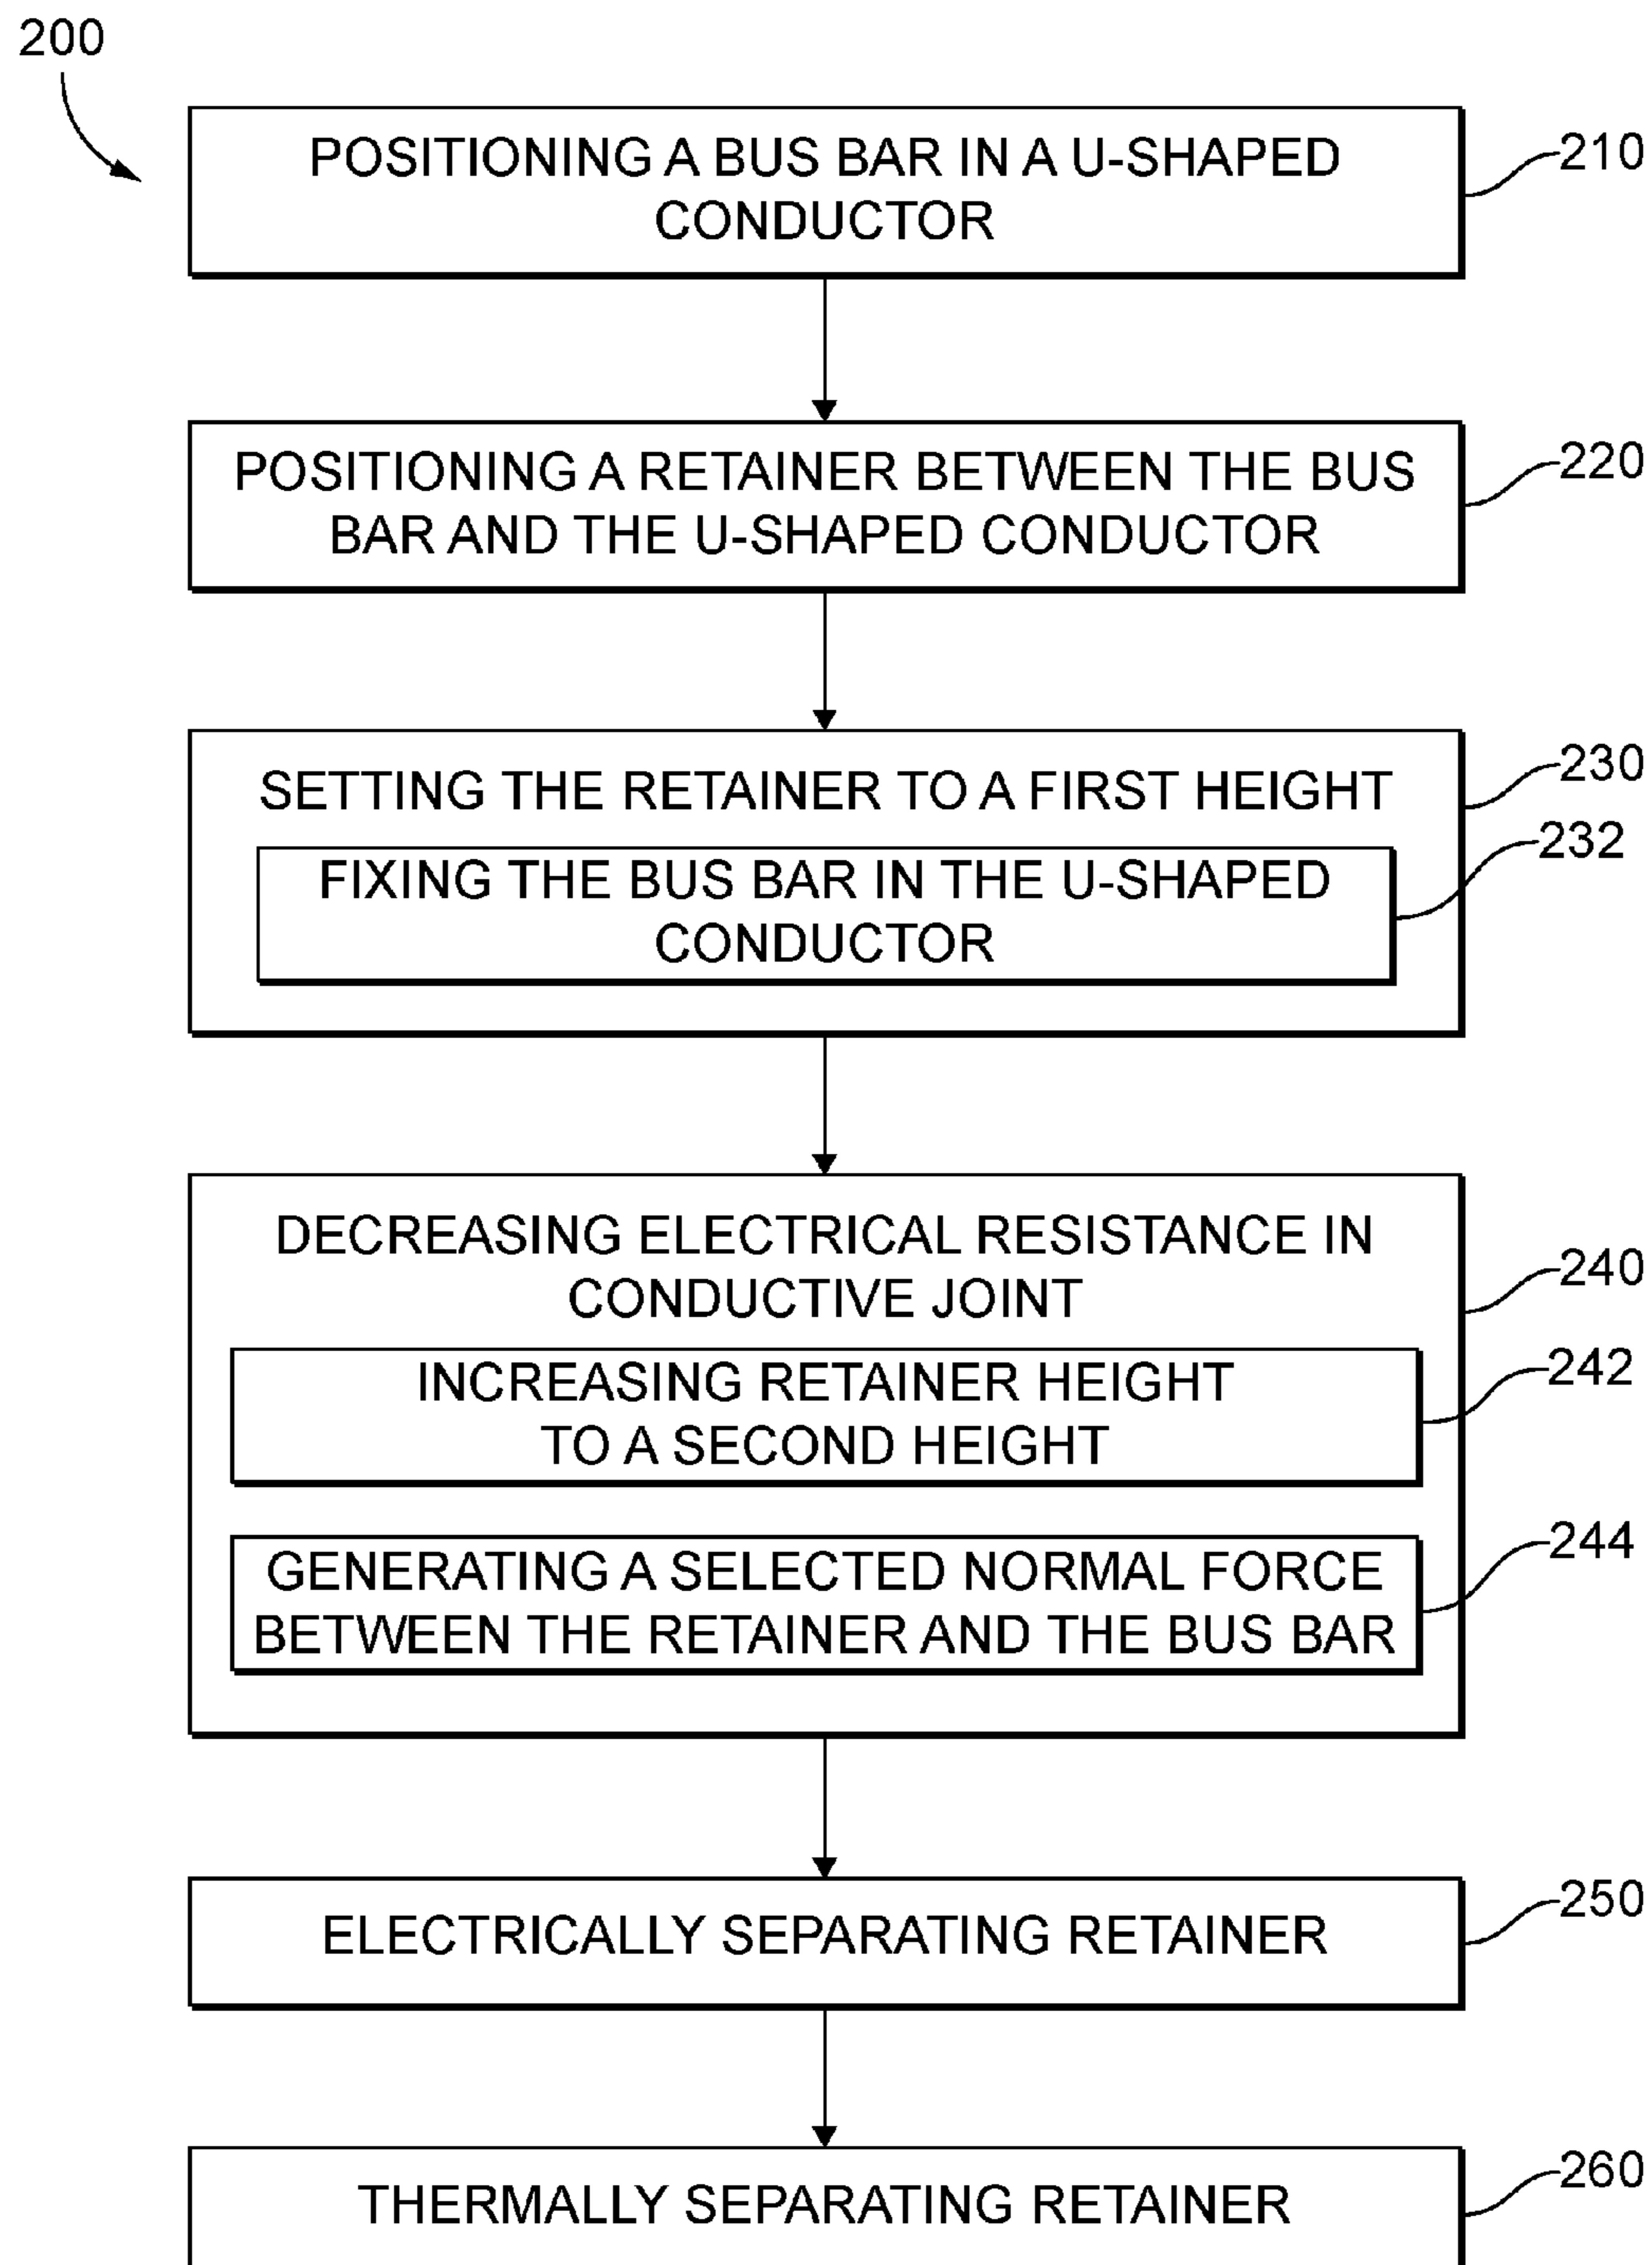 200
POSITIONING A BUS BAR IN A U-SHAPED
CONDUCTOR
210
POSITIONING A RETAINER BETWEEN THE BUS
BAR AND THE U-SHAPED CONDUCTOR
220
SETTING THE RETAINER TO A FIRST HEIGHT
230
FIXING THE BUS BAR IN THE U-SHAPED
CONDUCTOR
232
DECREASING ELECTRICAL RESISTANCE IN
CONDUCTIVE JOINT
240
INCREASING RETAINER HEIGHT
TO A SECOND HEIGHT
242
GENERATING A SELECTED NORMAL FORCE
BETWEEN THE RETAINER AND THE BUS BAR
244
ELECTRICALLY SEPARATING RETAINER
250
THERMALLY SEPARATING RETAINER
260